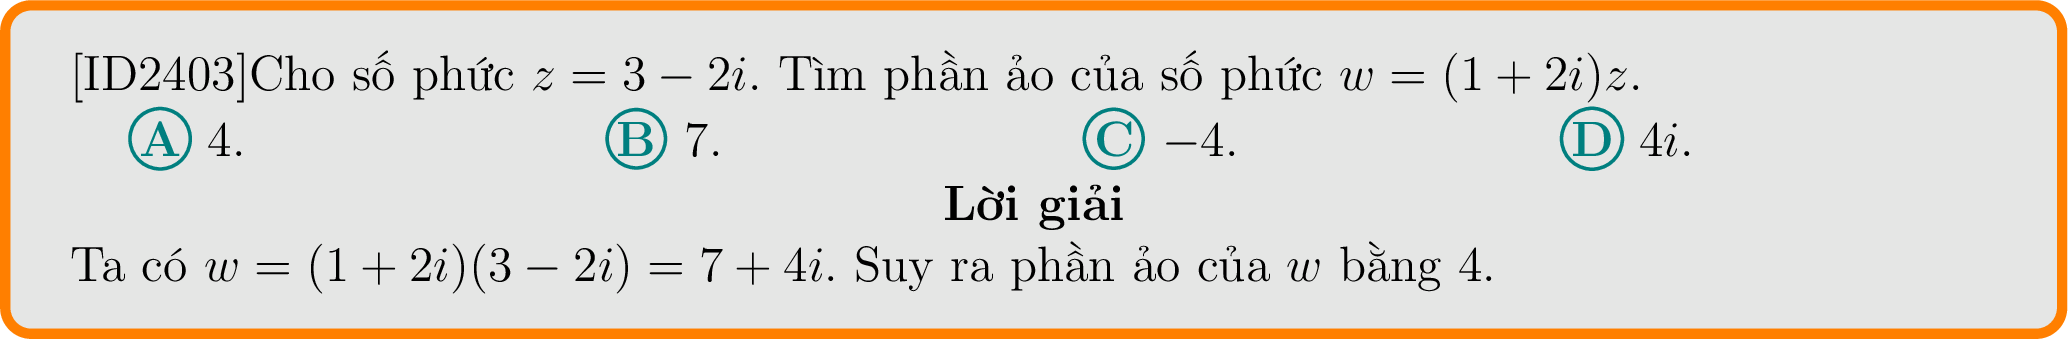 [ID2403]Cho số phức z = 3 − 2i. Tìm phần ảo của số phức w = (1 + 2i)z.
A 4. B 7. C −4. D 4i.
Lời giải
Ta có w = (1 + 2i)(3 − 2i) = 7 + 4i. Suy ra phần ảo của w bằng 4.